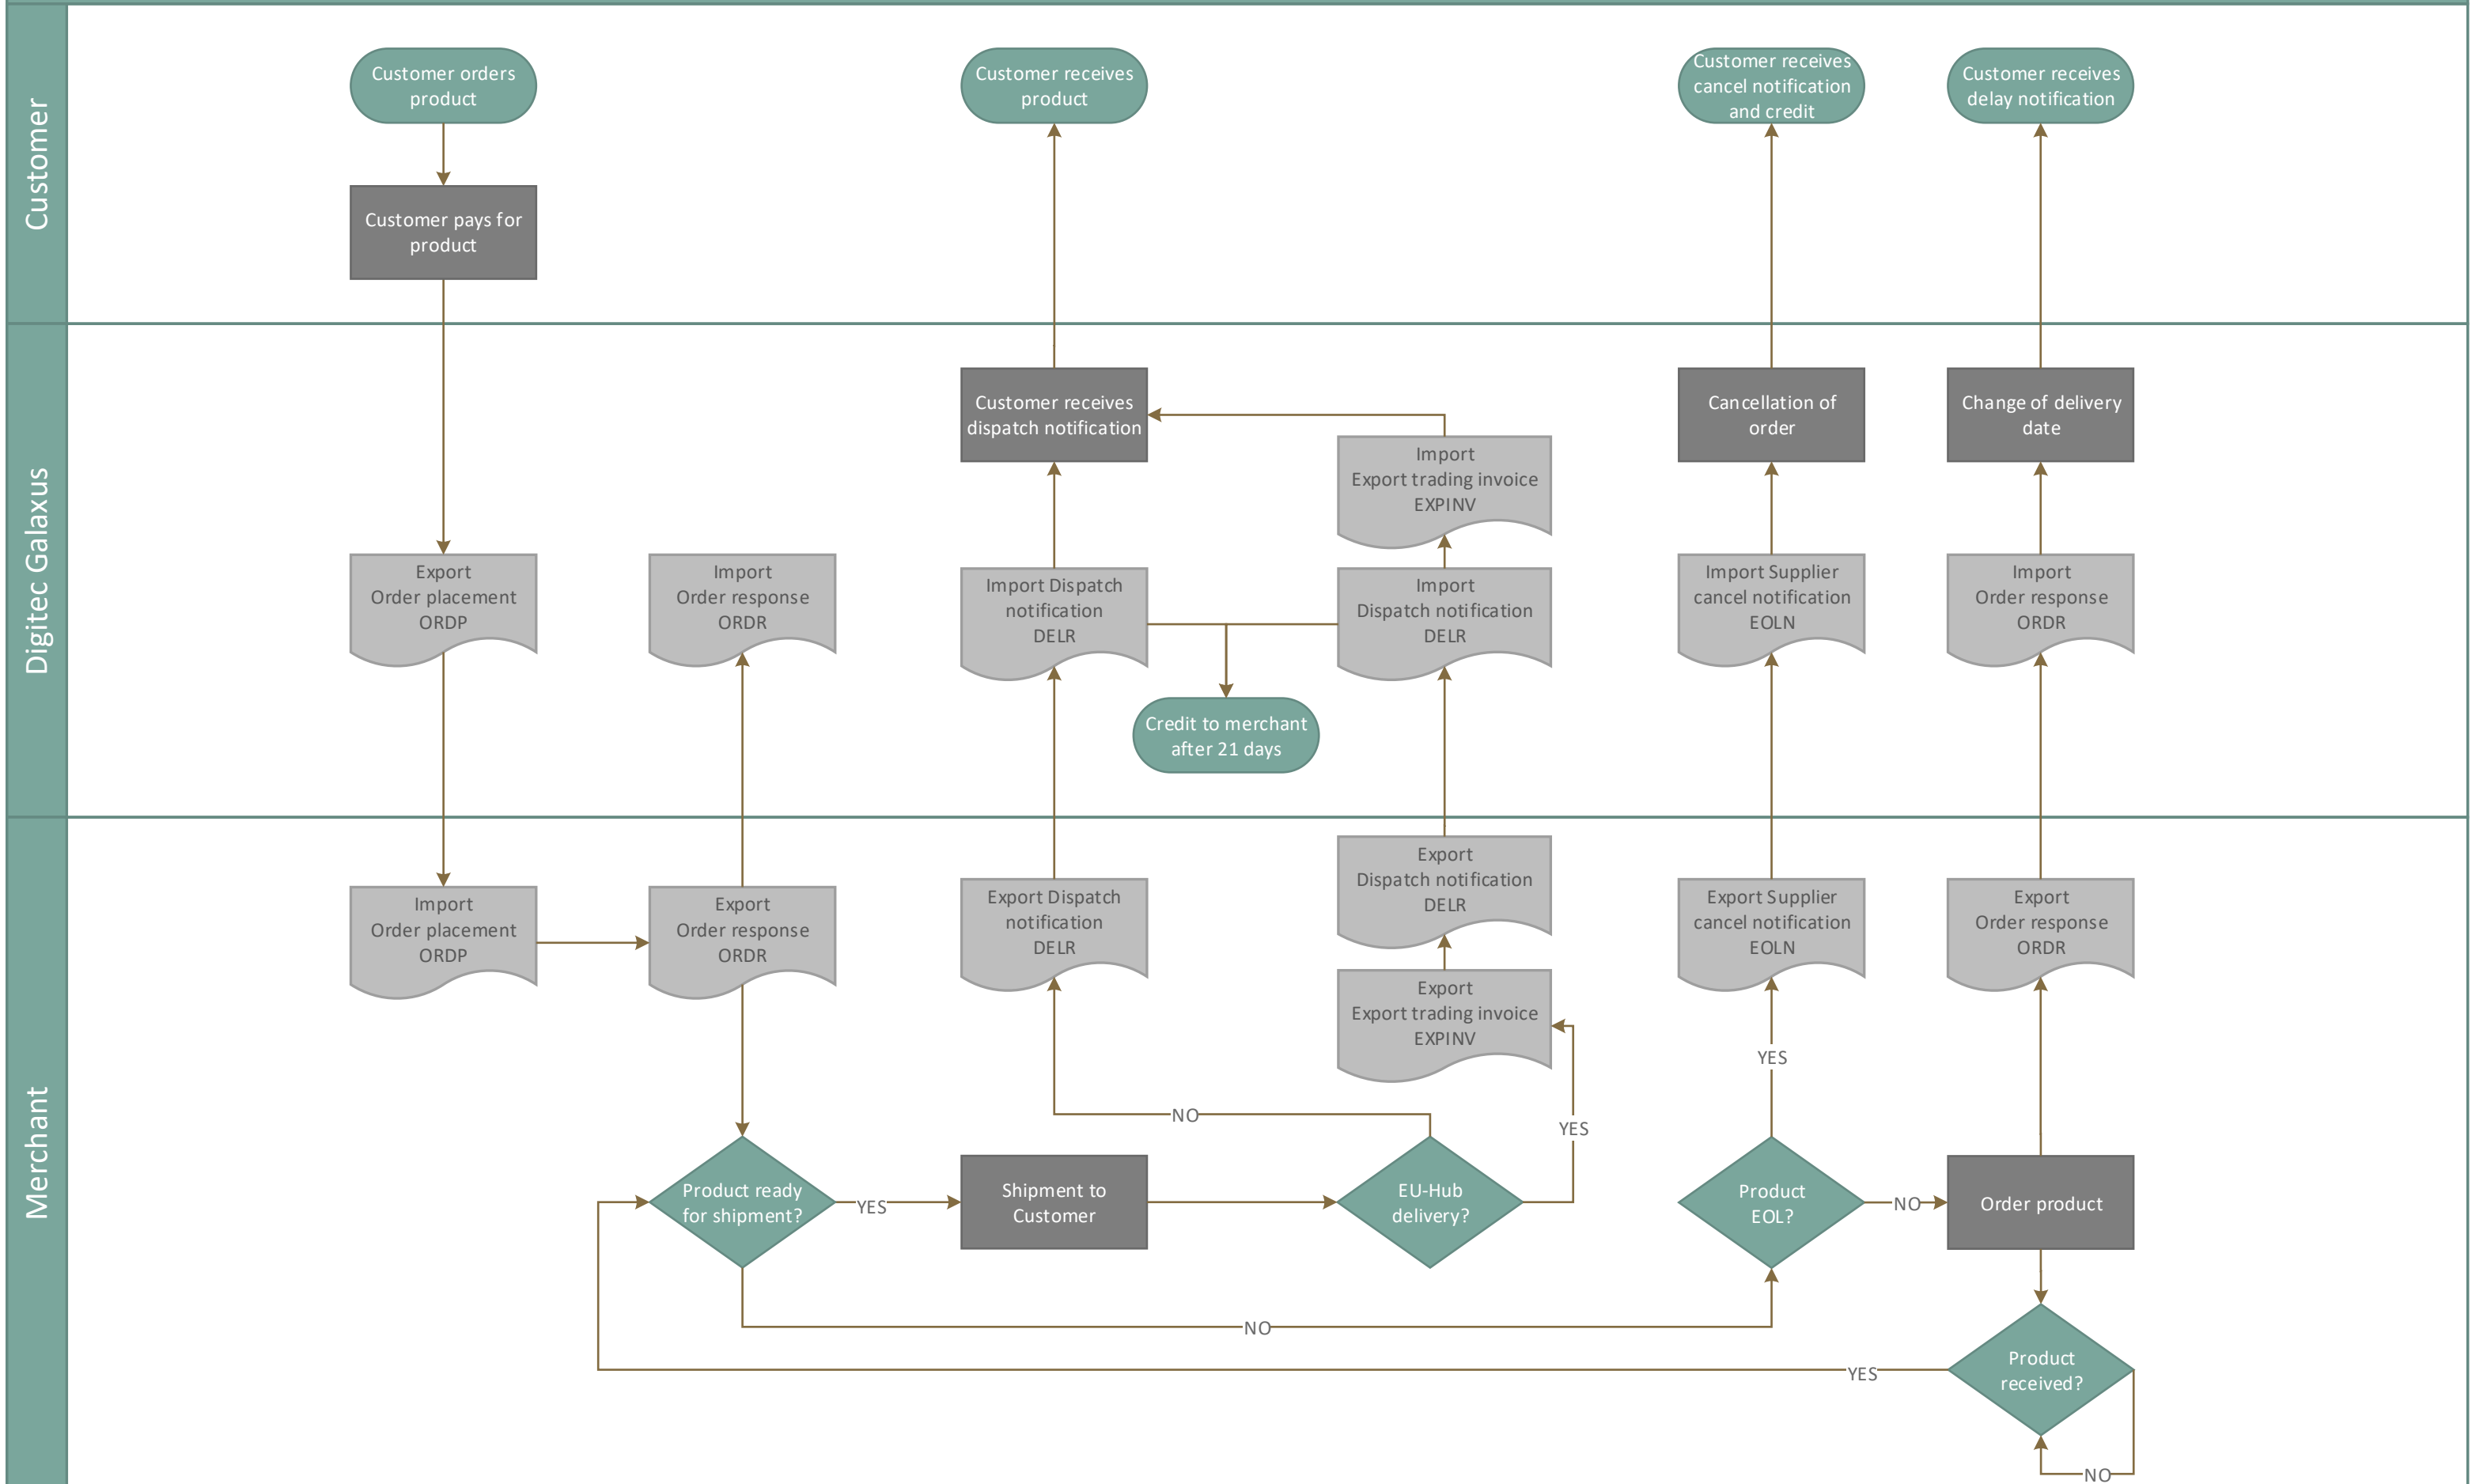 Customer
Customer orders
product
Customer receives
product
Customer receives
cancel notification
and credit
Customer receives
delay notification
Customer pays for
product
Digitec Galaxus
Customer receives
dispatch notification
Cancellation of
order
Change of delivery
date
Import
Export trading invoice
EXPINV
Export
Order placement
ORDP
Import
Order response
ORDR
Import Dispatch
notification
DELR
Import
Dispatch notification
DELR
Import Supplier
cancel notification
EOLN
Import
Order response
ORDR
Credit to merchant
after 21 days
Merchant
Import
Order placement
ORDP
Export
Order response
ORDR
Export Dispatch
notification
DELR
Export
Dispatch notification
DELR
Export
Export trading invoice
EXPINV
Export Supplier
cancel notification
EOLN
Export
Order response
ORDR
YES
NO
YES
Product ready
for shipment?
YES
Shipment to
Customer
EU-Hub
delivery?
Product
EOL?
NO
Order product
NO
YES
Product
received?
NO